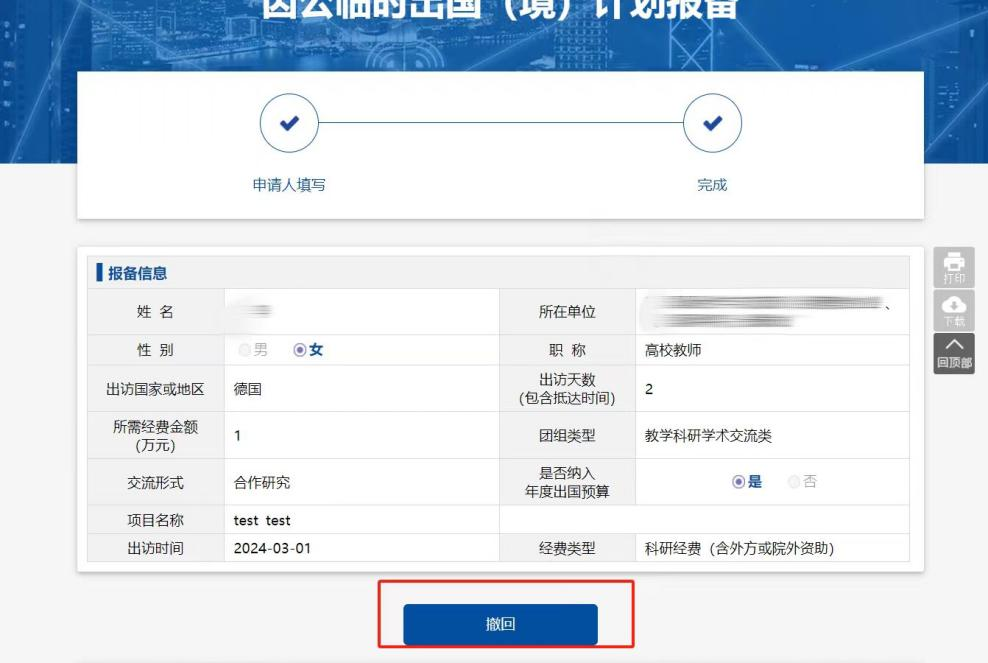 因公临时出国（境）计划报备
申请人填写
完成
报备信息
姓 名
所在单位
、
性 别 男 女 职 称 高校教师
出访国家或地区 德国 出访天数
(包含抵达时间) 2
所需经费金额
(万元) 1 团组类型 教学科研学术交流类
交流形式 合作研究 是否纳入
年度出国预算 是 否
项目名称 test test
出访时间 2024-03-01 经费类型 科研经费（含外方或院外资助）
撤回
打印
下载
回顶部